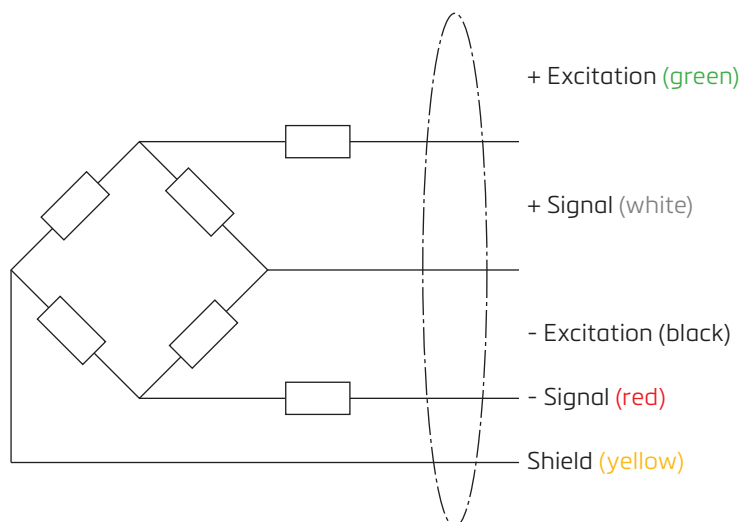 + Excitation (green)
+ Signal (white)
- Excitation (black)
- Signal (red)
Shield (yellow)